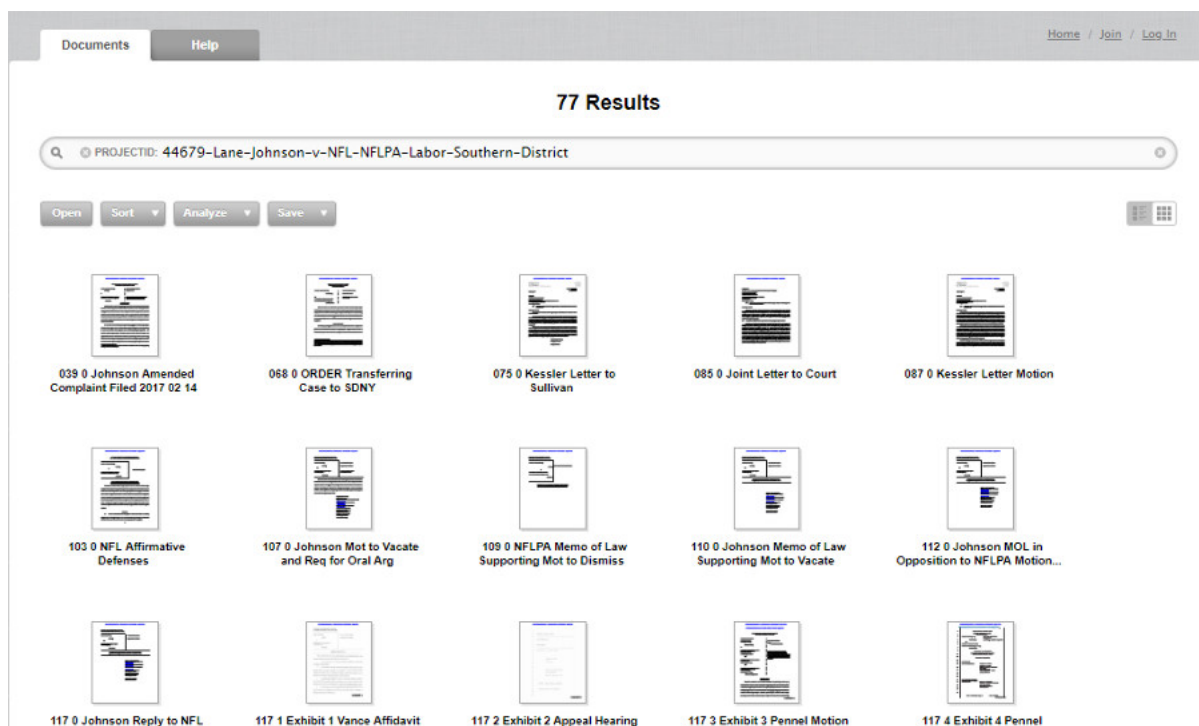 Documents Help Home / Join / Log In
77 Results
PROJECTID: 44679-Lane-Johnson-v-NFL-NFLPA-Labor-Southern-District
Open Sort Analyze Save
039 0 Johnson Amended Complaint Filed 2017 02 14
068 0 ORDER Transferring Case to SDNY
075 0 Kessler Letter to Sullivan
085 0 Joint Letter to Court
087 0 Kessler Letter Motion
103 0 NFL Affirmative Defenses
107 0 Johnson Mot to Vacate and Req for Oral Arg
109 0 NFLPA Memo of Law Supporting Mot to Dismiss
110 0 Johnson Memo of Law Supporting Mot to Vacate
112 0 Johnson MOL in Opposition to NFLPA Motion...
117 0 Johnson Reply to NFL
117 1 Exhibit 1 Vance Affidavit
117 2 Exhibit 2 Appeal Hearing
117 3 Exhibit 3 Pennel Motion
117 4 Exhibit 4 Pennel